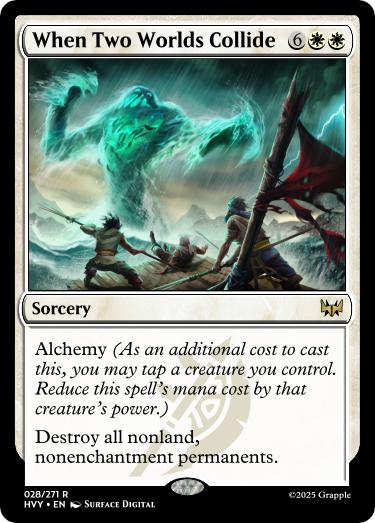 When Two Worlds Collide 6
Sorcery
Alchemy (As an additional cost to cast
this, you may tap a creature you control.
Reduce this spell's mana cost by that
creature's power.)
Destroy all nonland,
nonenchantment permanents.
028/271 R
HVY • EN Surface Digital
©2025 Grapple